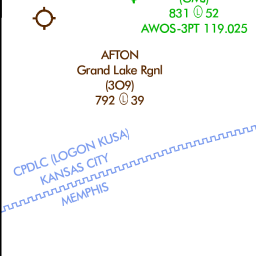 831 Ⓛ 52
AWOS-3PT 119.025
AFTON
Grand Lake Rgnl
(3O9)
792 Ⓛ 39
CPDLC (LOGON KUSA)
KANSAS CITY
MEMPHIS